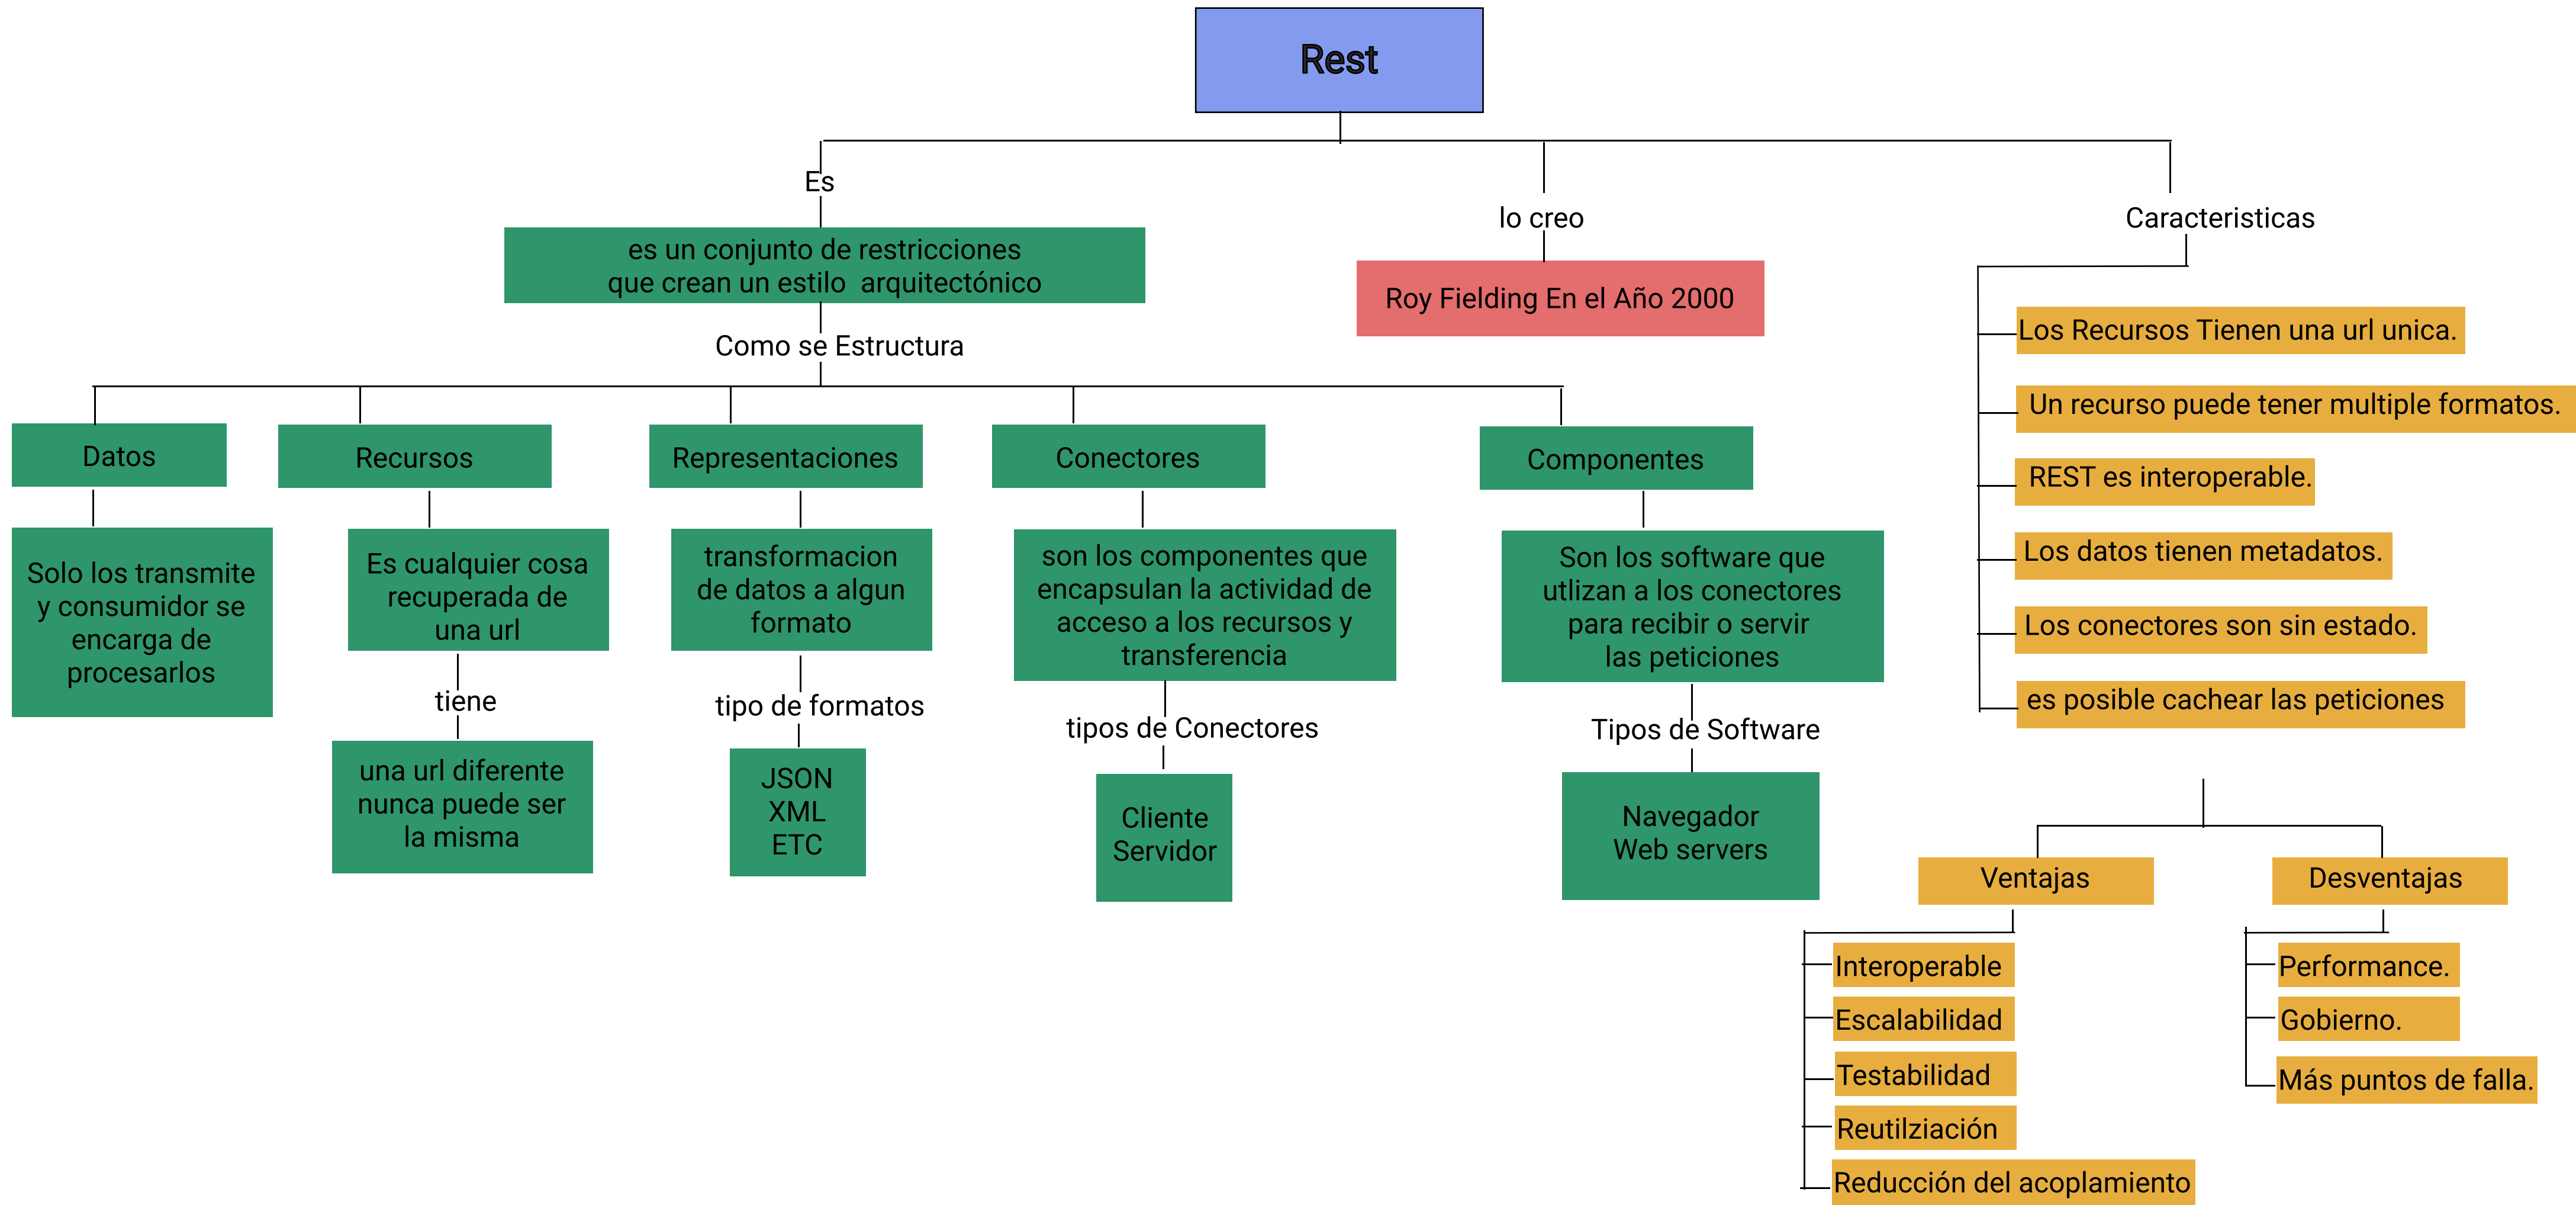 Rest
Es
es un conjunto de restricciones
que crean un estilo  arquitectónico
Como se Estructura
lo creo
Roy Fielding En el Año 2000
Caracteristicas
Los Recursos Tienen una url unica.
Un recurso puede tener multiple formatos.
REST es interoperable.
Los datos tienen metadatos.
Los conectores son sin estado.
es posible cachear las peticiones
Datos
Solo los transmite
y consumidor se
encarga de
procesarlos
Recursos
Es cualquier cosa
recuperada de
una url
tiene
una url diferente
nunca puede ser
la misma
Representaciones
transformacion
de datos a algun
formato
tipo de formatos
JSON
XML
ETC
Conectores
son los componentes que
encapsulan la actividad de
acceso a los recursos y
transferencia
tipos de Conectores
Cliente
Servidor
Componentes
Son los software que
utlizan a los conectores
para recibir o servir
las peticiones
Tipos de Software
Navegador
Web servers
Ventajas
Interoperable
Escalabilidad
Testabilidad
Reutilziación
Reducción del acoplamiento
Desventajas
Performance.
Gobierno.
Más puntos de falla.